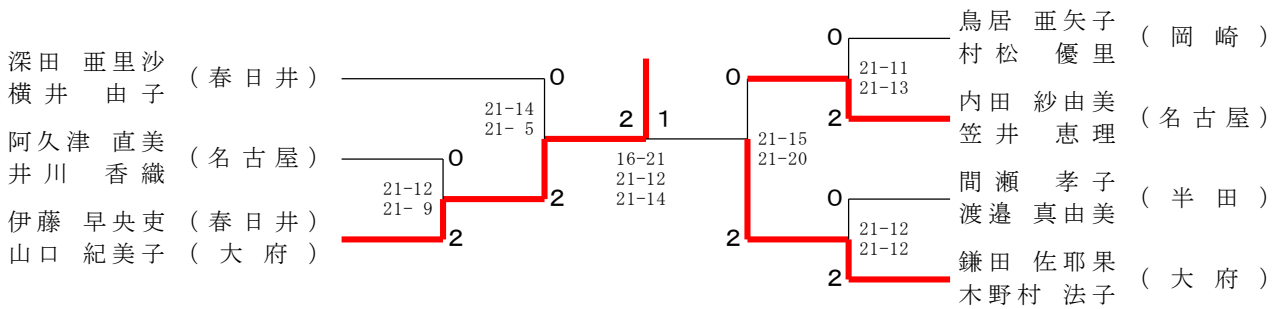 深田 亜里沙
横井 由子
(春日井)
0
21-14
21- 5
阿久津 直美
井川 香織
(名古屋)
0
21-12
21- 9
2
伊藤 早央吏 (春日井)
山口 紀美子 (大府)
2
2 1
16-21
21-12
21-14
0
21-15
21-20
2
0
鳥居 亜矢子
村松 優里
(岡崎)
21-11
21-13
2
内田 紗由美
笠井 恵理
(名古屋)
0
間瀬 孝子
渡邉 真由美
(半田)
21-12
21-12
2
鎌田 佐耶果
木野村 法子
(大府)